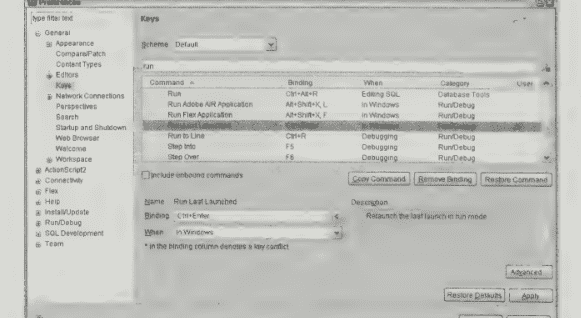 Preferences
type filter text
General
Appearance
Compare/Patch
Content Types
Editors
Keys
Network Connections
Perspectives
Search
Startup and Shutdown
Web Browser
Welcome
Workspace
ActionScript2
Connectivity
Flex
Help
Install/Update
Run/Debug
SQL Development
Team
Keys
Scheme Default
run
Command Binding When Category User
Run Ctrl+Alt+R Editing SQL Database Tools
Run Adobe AIR Application Alt+Shift+X, L In Windows Run/Debug
Run Flex Application Alt+Shift+X, F In Windows Run/Debug
In Windows Run/Debug
Run to Line Ctrl+R Debugging Run/Debug
Step Into F5 Debugging Run/Debug
Step Over Debugging Run/Debug
Include unbound commands
Copy Command Remove Binding Restore Command
Name Run Last Launched Description
Binding Ctrl+Enter Relaunch the last launch in run mode
When In Windows
* in the binding column denotes a key conflict
Advanced...
Restore Defaults Apply